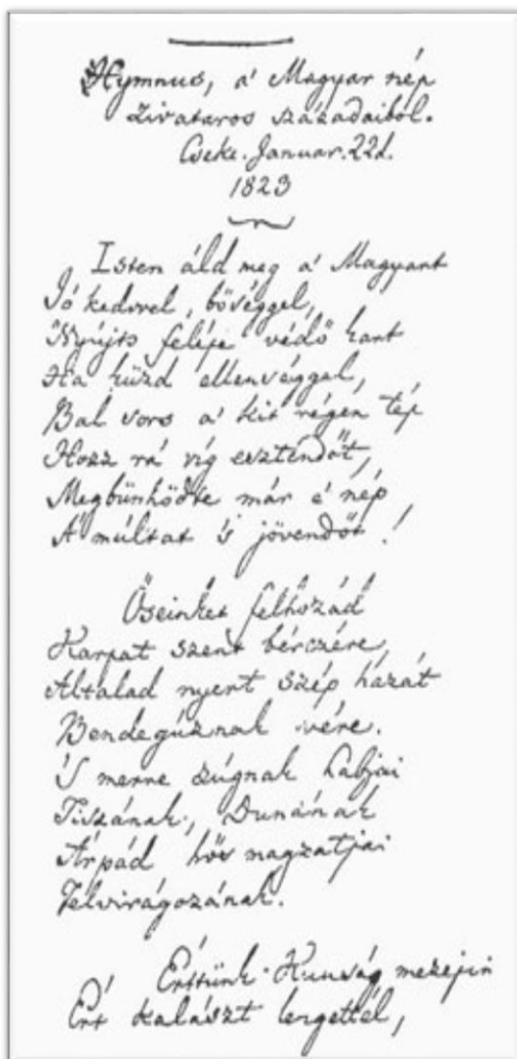 Hymnus, a' Magyar nép
zivataros századaiból.
Cseke. Januar. 22d.
1823
Isten áld meg a' Magyart
Jó kedvvel, bőséggel,
Nyújts feléje védő kart
Ha küzd ellenséggel,
Bal sors a' kit régen tép
Hozz rá víg esztendőt,
Megbünhödte már e' nép
A' múltat 's jövendőt!
Őseinket felhozád
Kárpát szent bérczére,
Általad nyert szép hazát
Bendegúznak vére.
'S merre zúgnak habjai
Tiszának, Dunának
Árpád hős magzatjai
Felvirágozának.
Értünk Kunság mezején
Ért kalászt lengettél,